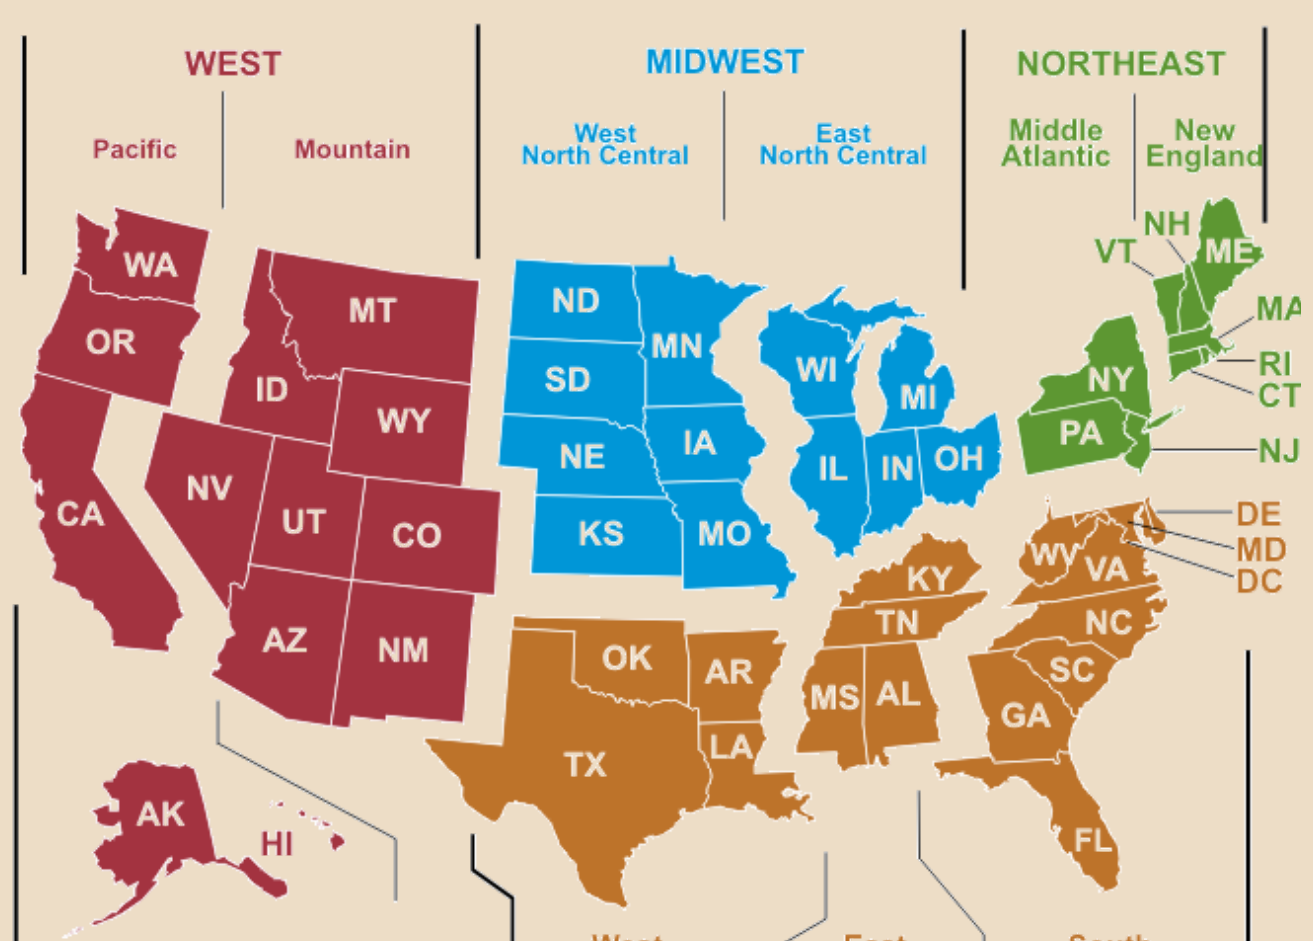 WEST
MIDWEST
NORTHEAST
Pacific
Mountain
West
North Central
East
North Central
Middle
Atlantic
New
England
NH
VT
ME
WA
MT
ND
MN
MA
OR
ID
SD
WI
MI
NY
RI
CT
WY
NE
IA
IL
IN
OH
PA
NJ
NV
UT
CO
KS
MO
CA
DE
MD
DC
WV
VA
KY
TN
NC
AZ
NM
OK
AR
MS
AL
SC
GA
TX
LA
AK
HI
FL
West
East
South